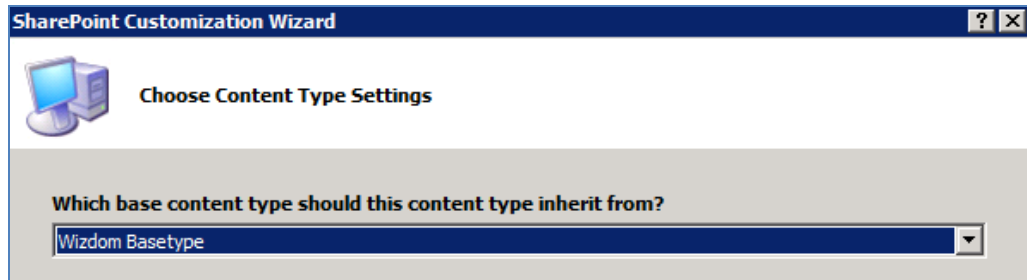 SharePoint Customization Wizard
Choose Content Type Settings
Which base content type should this content type inherit from?
Wizdom Basetype